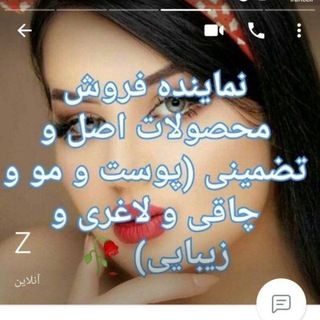 نماینده فروش
محصولات اصل و
تضمینی (پوست و مو و
چاقی و لاغری و
زیبایی)
Z
آنلاین